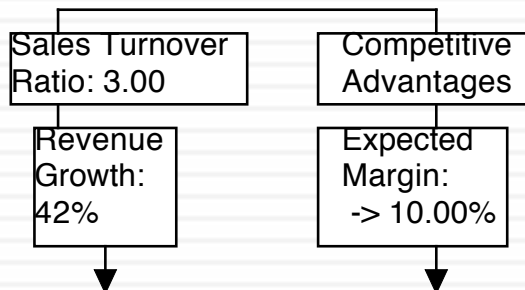 Sales Turnover
Ratio: 3.00
Competitive
Advantages
Revenue
Growth:
42%
Expected
Margin:
-> 10.00%